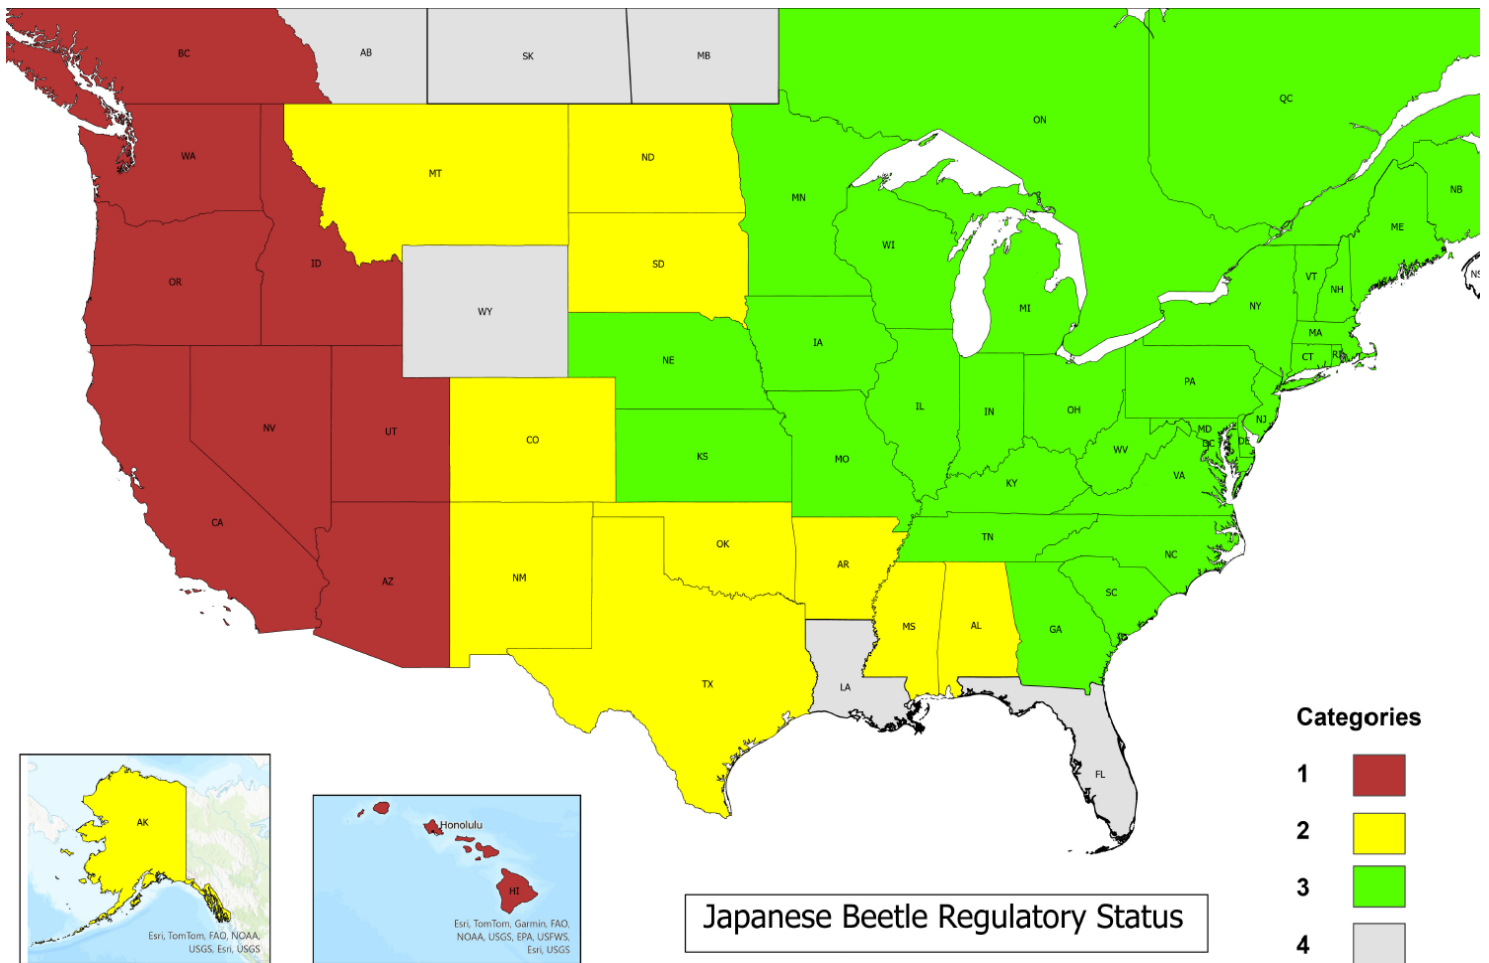 BC
AB
SK
MB
ON
QC
NB
NS
WA
MT
ND
MN
ME
OR
ID
SD
WI
VT
NH
NY
WY
MI
MA
CT
RI
IA
NE
PA
NV
UT
CO
IL
IN
OH
NJ
MD
DC
DE
KS
MO
WV
VA
KY
CA
AZ
NM
OK
AR
TN
NC
SC
MS
AL
GA
TX
LA
FL
AK
Esri, TomTom, FAO, NOAA,
USGS, Esri, USGS
Honolulu
HI
Esri, TomTom, Garmin, FAO,
NOAA, USGS, EPA, USFWS,
Esri, USGS
Japanese Beetle Regulatory Status
Categories
1
2
3
4